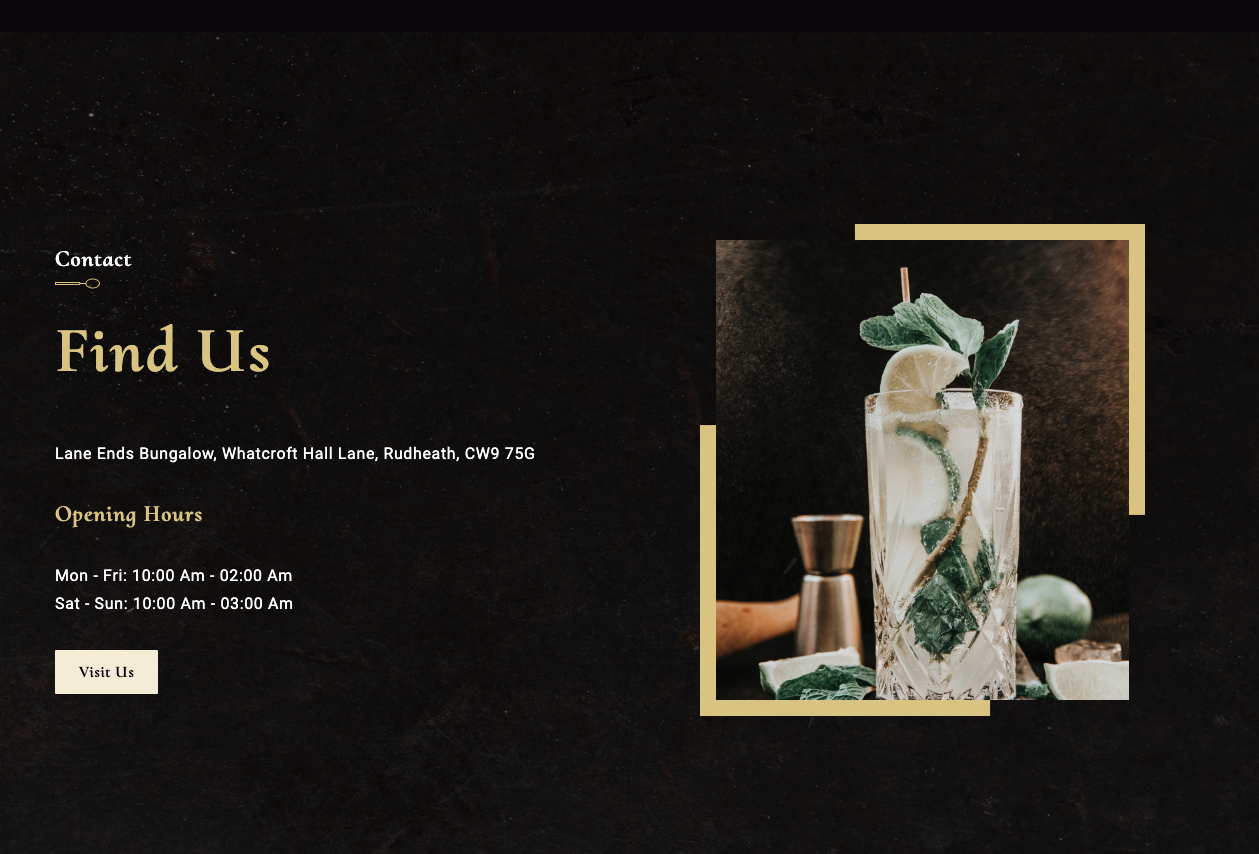 Contact
Find Us
Lane Ends Bungalow, Whatcroft Hall Lane, Rudheath, CW9 75G
Opening Hours
Mon - Fri: 10:00 Am - 02:00 Am
Sat - Sun: 10:00 Am - 03:00 Am
Visit Us